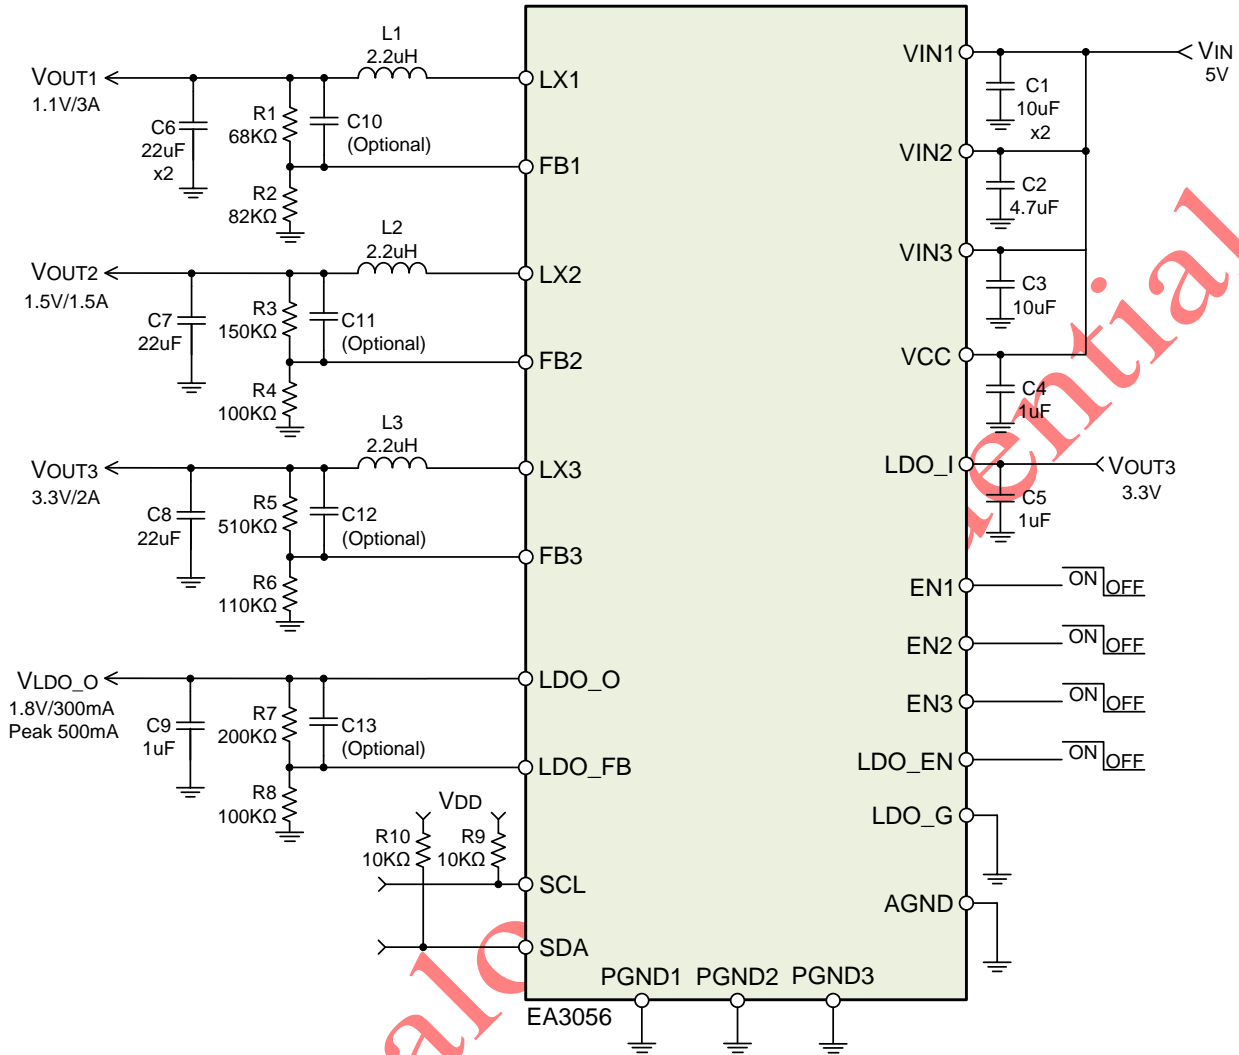 VOUT1
1.1V/3A
L1
2.2uH
LX1
C6
22uF
x2
R1
68KΩ
C10
(Optional)
FB1
R2
82KΩ
VOUT2
1.5V/1.5A
L2
2.2uH
LX2
C7
22uF
R3
150KΩ
C11
(Optional)
FB2
R4
100KΩ
VOUT3
3.3V/2A
L3
2.2uH
LX3
C8
22uF
R5
510KΩ
C12
(Optional)
FB3
R6
110KΩ
VLDO_O
1.8V/300mA
Peak 500mA
LDO_O
C9
1uF
R7
200KΩ
C13
(Optional)
LDO_FB
R8
100KΩ
VDD
R10
10KΩ
R9
10KΩ
SCL
SDA
VIN1
VIN
5V
C1
10uF
x2
VIN2
C2
4.7uF
VIN3
C3
10uF
VCC
C4
1uF
LDO_I
VOUT3
3.3V
C5
1uF
EN1
ON
OFF
EN2
ON
OFF
EN3
ON
OFF
LDO_EN
ON
OFF
LDO_G
AGND
PGND1
PGND2
PGND3
EA3056